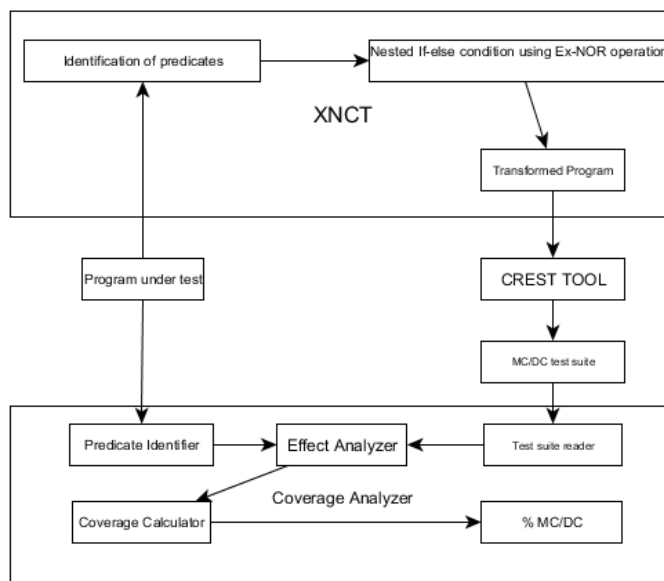 Identification of predicates
Nested If-else condition using Ex-NOR operation
XNCT
Transformed Program
Program under test
CREST TOOL
MC/DC test suite
Predicate Identifier
Effect Analyzer
Test suite reader
Coverage Analyzer
Coverage Calculator
% MC/DC